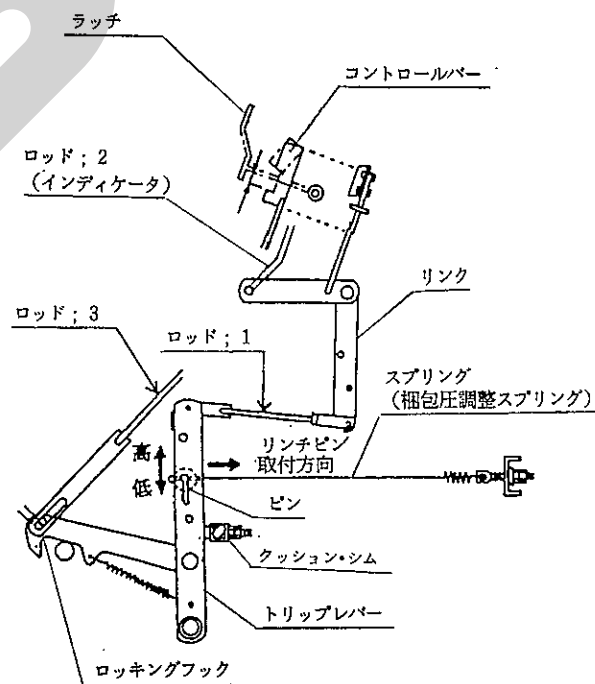 ラッチ
コントロールバー
ロッド；2
（インディケータ）
リンク
ロッド；3
ロッド；1
スプリング
（梱包圧調整スプリング）
高
低
リンチピン
取付方向
ピン
クッション・シム
トリップレバー
ロッキングフック